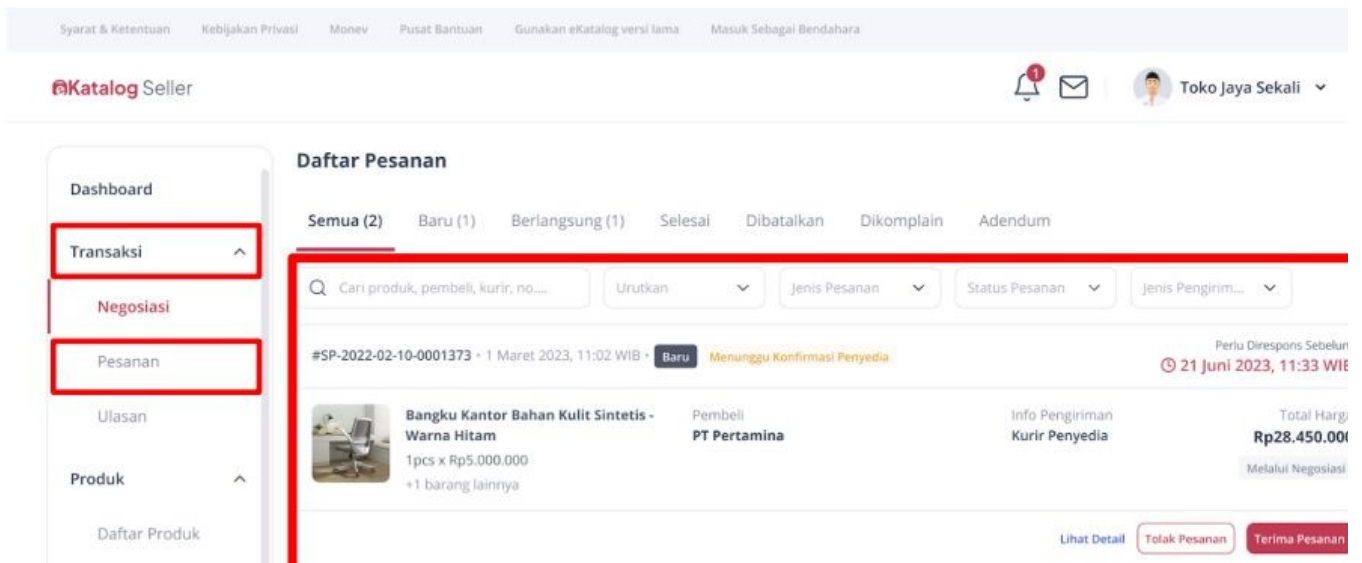 Syarat & Ketentuan Kebijakan Privasi Monev Pusat Bantuan Gunakan eKatalog versi lama Masuk Sebagai Bendahara
eKatalog Seller
1
Toko Jaya Sekali
Dashboard
Transaksi
Negosiasi
Pesanan
Ulasan
Produk
Daftar Produk
Daftar Pesanan
Semua (2) Baru (1) Berlangsung (1) Selesai Dibatalkan Dikomplain Adendum
Cari produk, pembeli, kurir, no.... Urutkan Jenis Pesanan Status Pesanan Jenis Pengirim...
#SP-2022-02-10-0001373 • 1 Maret 2023, 11:02 WIB • Baru Menunggu Konfirmasi Penyedia
Perlu Direspons Sebelum
21 Juni 2023, 11:33 WIB
Bangku Kantor Bahan Kulit Sintetis -
Warna Hitam
1pcs x Rp5.000.000
+1 barang lainnya
Pembeli
PT Pertamina
Info Pengiriman
Kurir Penyedia
Total Harga
Rp28.450.000
Melalui Negosiasi
Lihat Detail Tolak Pesanan Terima Pesanan